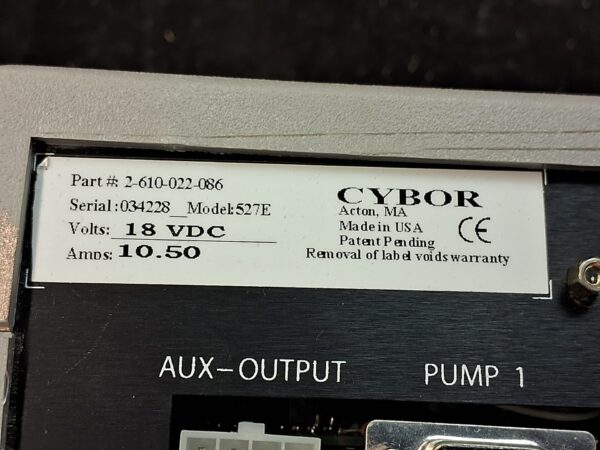 Part #: 2-610-022-086
Serial:034228__Model:527E
Volts: 18 VDC
Amps: 10.50
CYBOR
Acton, MA
Made in USA
Patent Pending
CE
Removal of label voids warranty
AUX-OUTPUT
PUMP 1